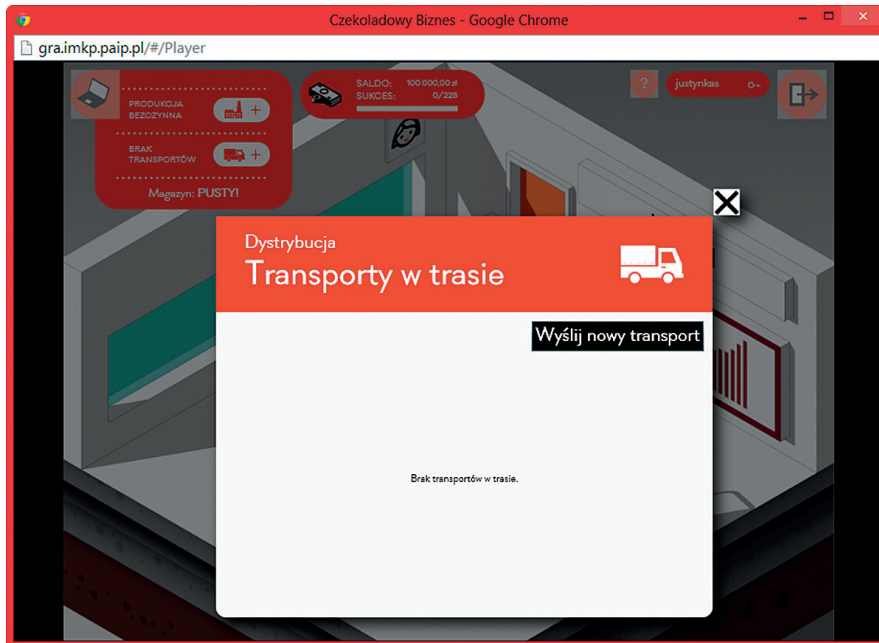 Czekoladowy Biznes - Google Chrome
gra.imkp.paip.pl/#/Player
PRODUKCJA
BEZCZYNNA
BRAK
TRANSPORTÓW
Magazyn: PUSTY!
SALDO: 100 000,00 zł
SUKCES: 0/228
?
justynkas
Dystrybucja
Transporty w trasie
Wyślij nowy transport
Brak transportów w trasie.